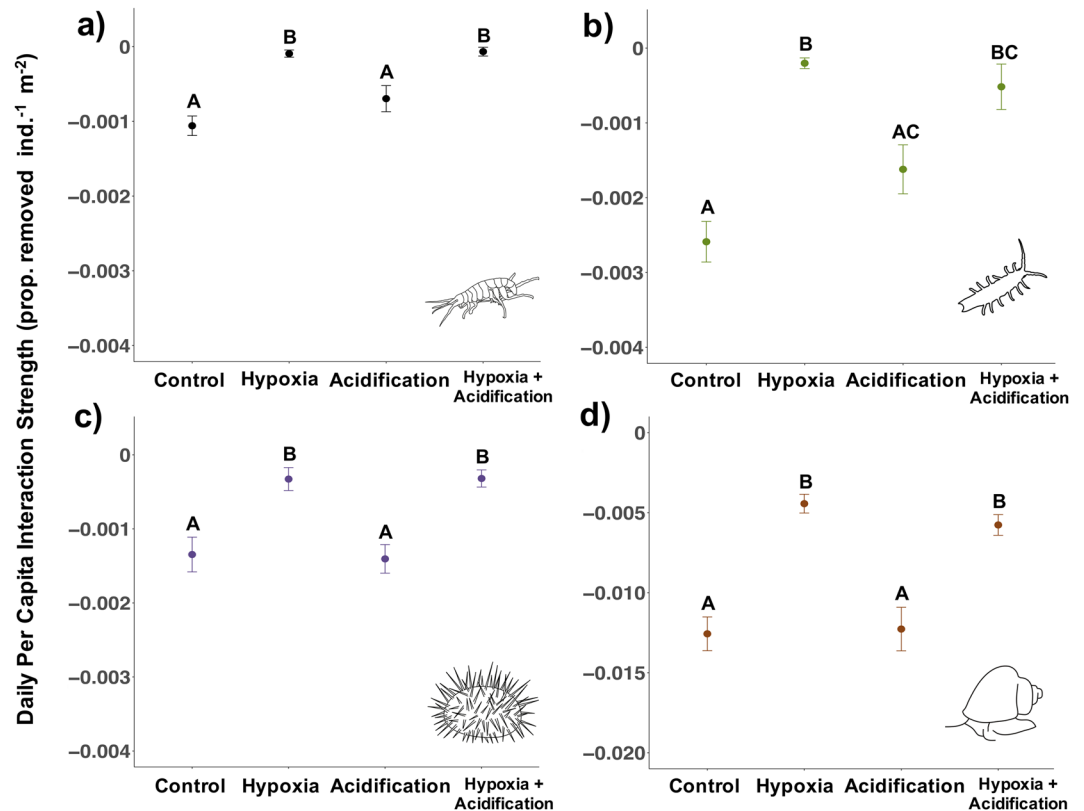 Daily Per Capita Interaction Strength (prop. removed ind.-1 m-2)
a)
0
−0.001
−0.002
−0.003
−0.004
A
B
A
B
Control
Hypoxia
Acidification
Hypoxia +
Acidification
b)
0
−0.001
−0.002
−0.003
−0.004
A
B
AC
BC
Control
Hypoxia
Acidification
Hypoxia +
Acidification
c)
0
−0.001
−0.002
−0.003
−0.004
A
B
A
B
Control
Hypoxia
Acidification
Hypoxia +
Acidification
d)
0
−0.005
−0.010
−0.015
−0.020
A
B
A
B
Control
Hypoxia
Acidification
Hypoxia +
Acidification